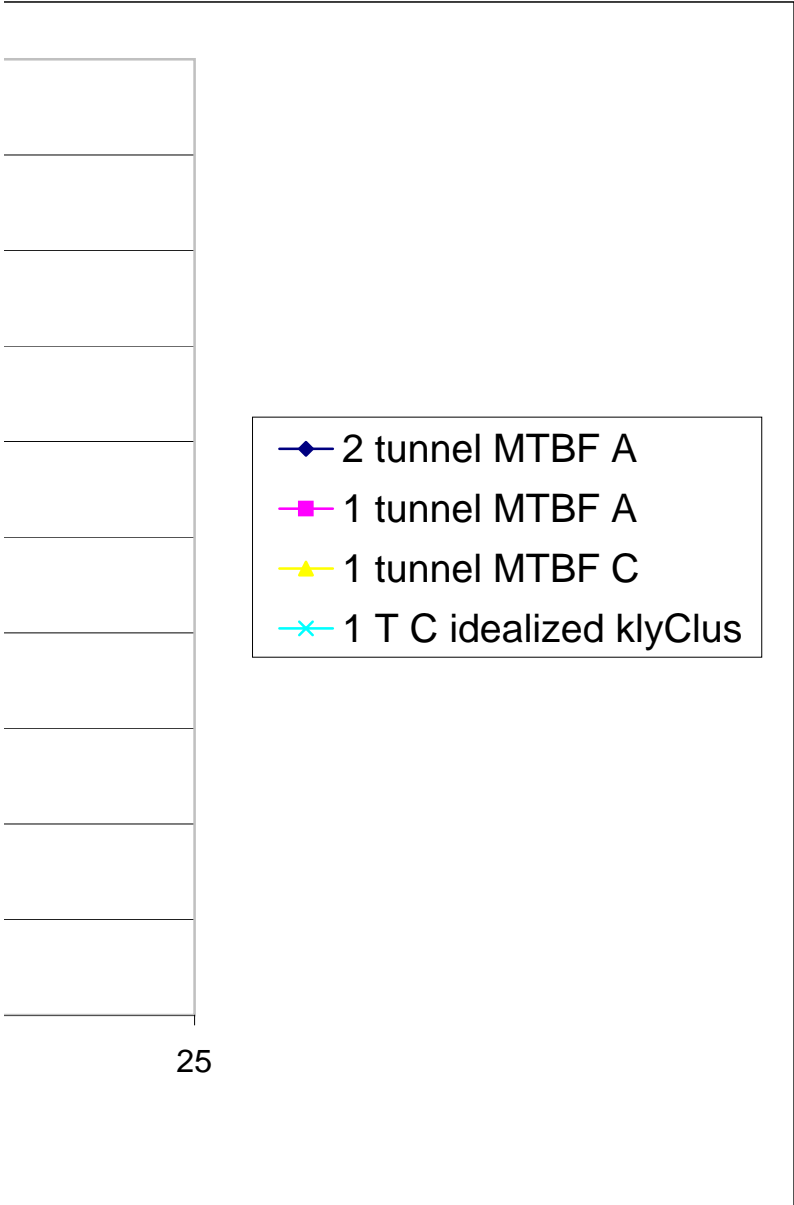 2 tunnel MTBF A
1 tunnel MTBF A
1 tunnel MTBF C
1 T C idealized klyClus
25